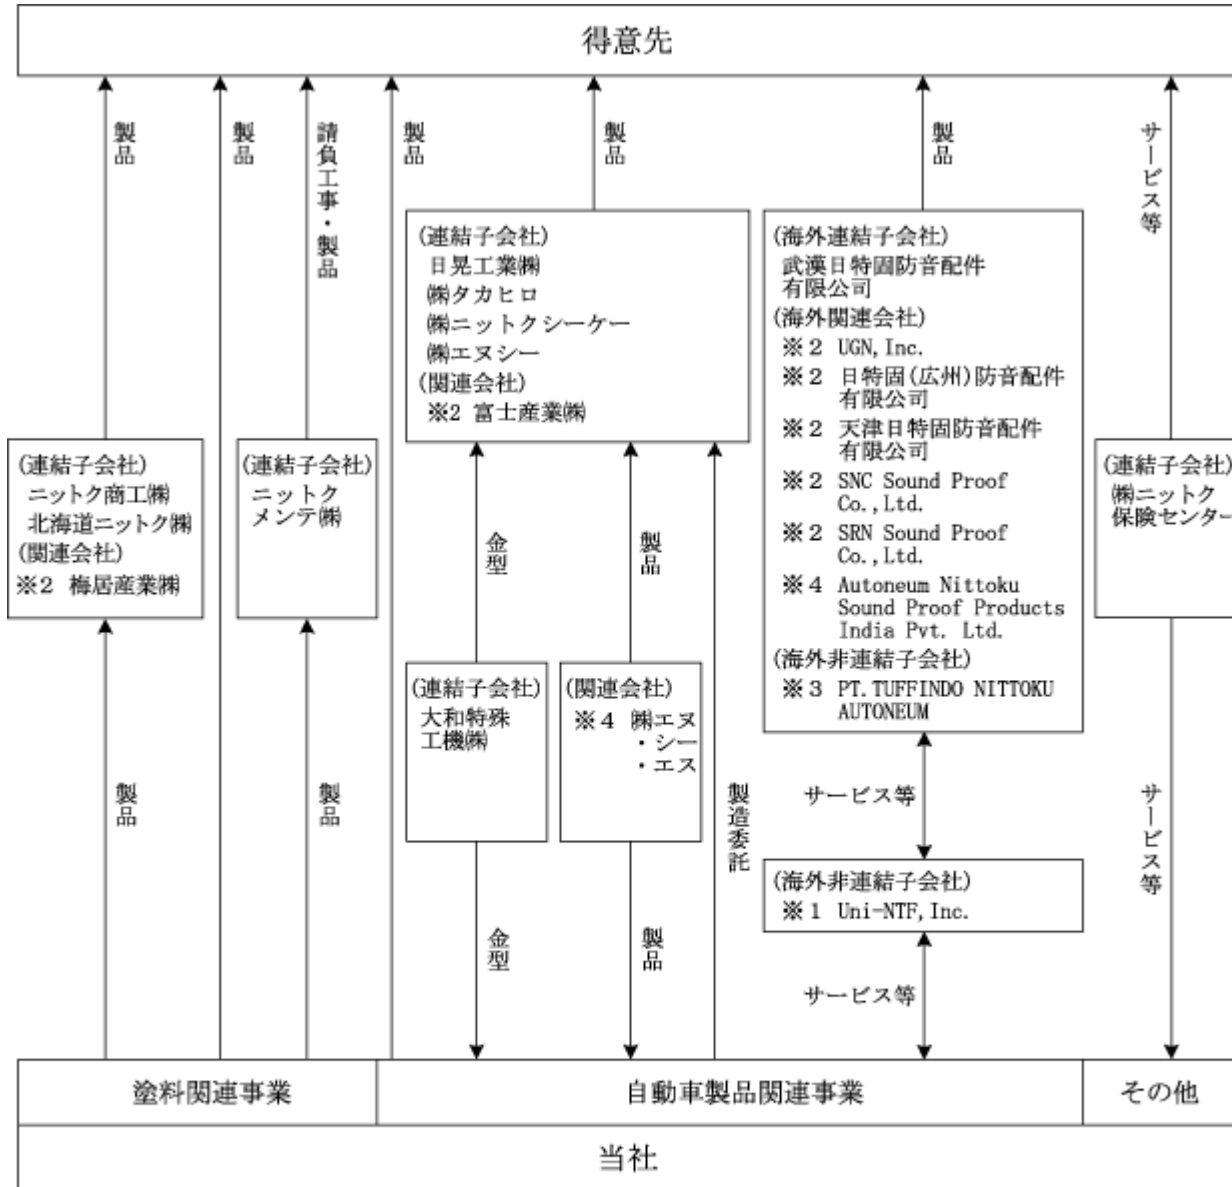 得意先
製品
製品
請負工事・製品
製品
製品
製品
サービス等
(連結子会社)
日晃工業㈱
㈱タカヒロ
㈱ニットクシーケー
㈱エヌシー
(関連会社)
※2 富士産業㈱
(海外連結子会社)
武漢日特固防音配件
有限公司
(海外関連会社)
※2 UGN,Inc.
※2 日特固(広州)防音配件
有限公司
※2 天津日特固防音配件
有限公司
※2 SNC Sound Proof
Co.,Ltd.
※2 SRN Sound Proof
Co.,Ltd.
※4 Autoneum Nittoku
Sound Proof Products
India Pvt. Ltd.
(海外非連結子会社)
※3 PT.TUFFINDO NITTOKU
AUTONEUM
(連結子会社)
ニットク商工㈱
北海道ニットク㈱
(関連会社)
※2 梅居産業㈱
(連結子会社)
ニットク
メンテ㈱
(連結子会社)
㈱ニットク
保険センター
金型
製品
(連結子会社)
大和特殊
工機㈱
(関連会社)
※4 ㈱エヌ
・シー
・エス
製品
製品
製造委託
サービス等
サービス等
(海外非連結子会社)
※1 Uni-NTF,Inc.
金型
製品
サービス等
塗料関連事業
自動車製品関連事業
その他
当社